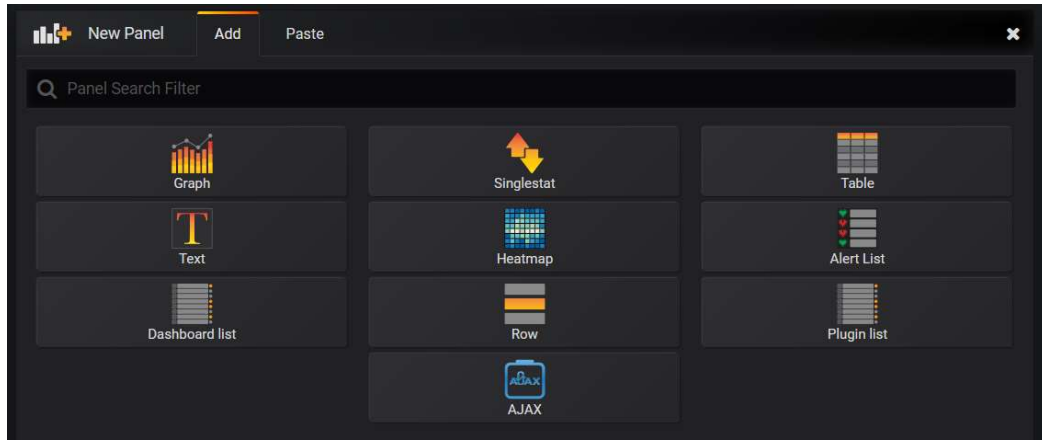 New Panel Add Paste
Panel Search Filter
Graph Singlestat Table
T
Text Heatmap Alert List
Dashboard list Row Plugin list
AJAX
AJAX